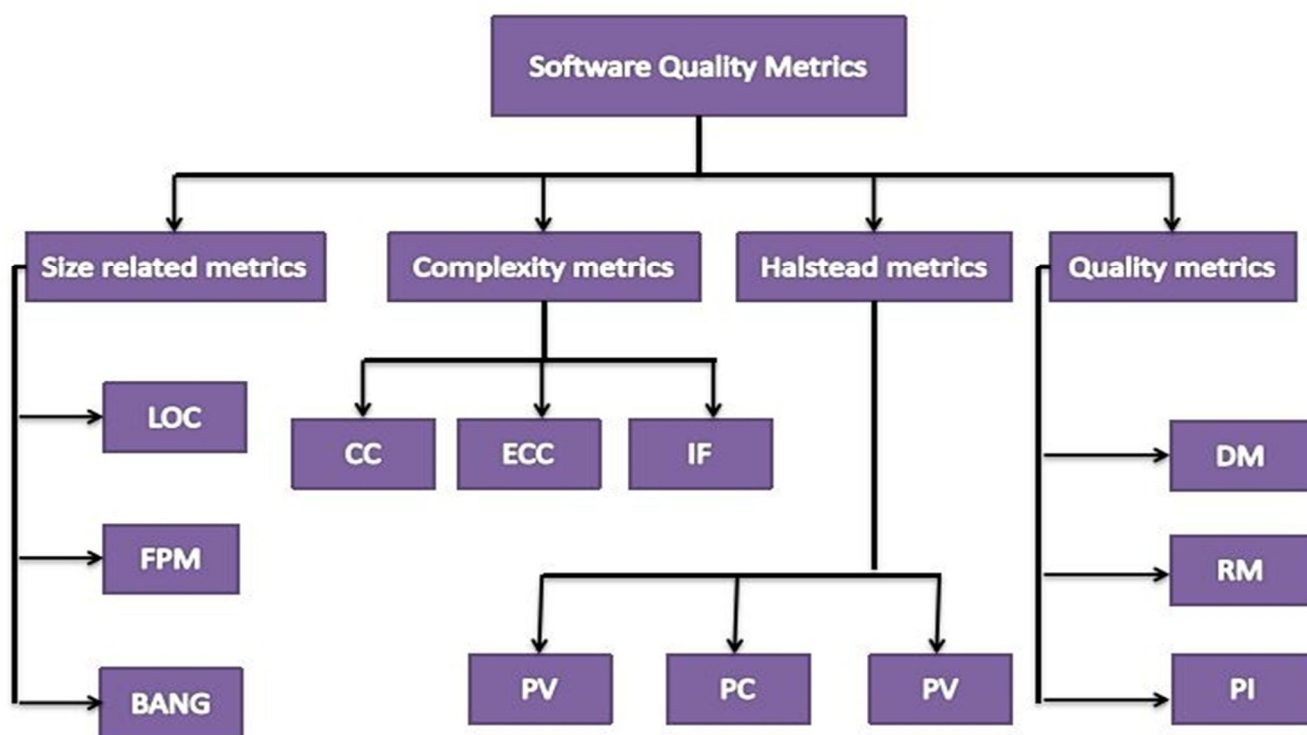 Software Quality Metrics
Size related metrics
Complexity metrics
Halstead metrics
Quality metrics
LOC
FPM
BANG
CC
ECC
IF
PV
PC
PV
DM
RM
PI